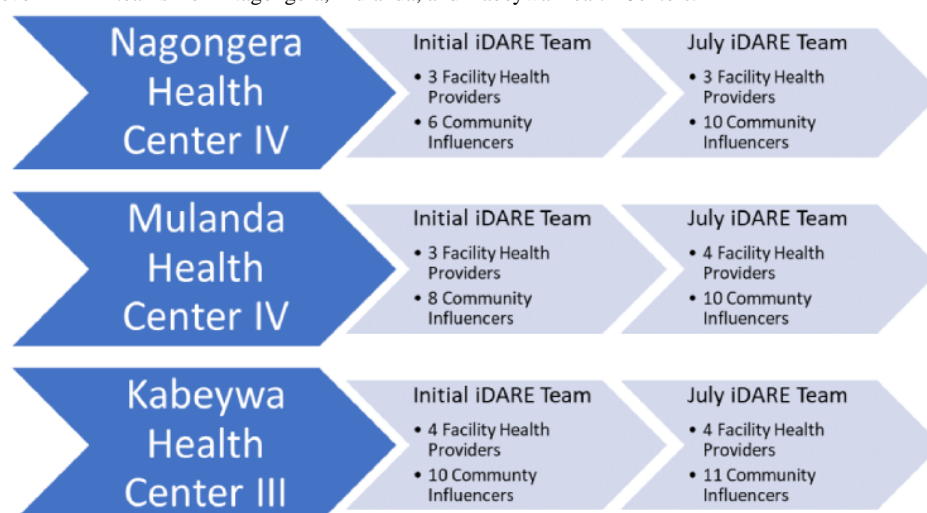 Nagongera
Health
Center IV
Initial iDARE Team
• 3 Facility Health
Providers
• 6 Community
Influencers
July iDARE Team
• 3 Facility Health
Providers
• 10 Community
Influencers
Mulanda
Health
Center IV
Initial iDARE Team
• 3 Facility Health
Providers
• 8 Community
Influencers
July iDARE Team
• 4 Facility Health
Providers
• 10 Communty
Influencers
Kabeywa
Health
Center III
Initial iDARE Team
• 4 Facility Health
Providers
• 10 Communty
Influencers
July iDARE Team
• 4 Facility Health
Providers
• 11 Community
Influencers